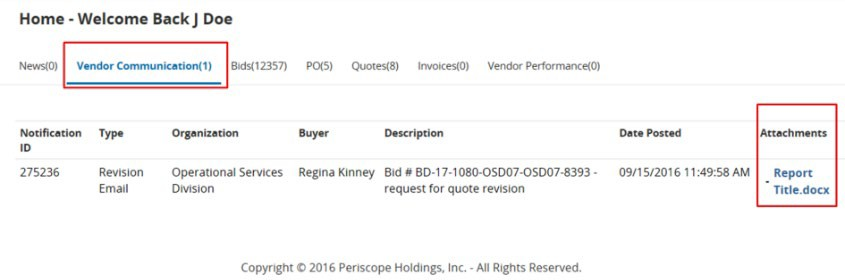 Home - Welcome Back J Doe
News(0) Vendor Communication(1) Bids(12357) PO(5) Quotes(8) Invoices(0) Vendor Performance(0)
Notification ID Type Organization Buyer Description Date Posted Attachments
275236 Revision Email Operational Services Division Regina Kinney Bid # BD-17-1080-OSD07-OSD07-8393 - request for quote revision 09/15/2016 11:49:58 AM - Report Title.docx
Copyright © 2016 Periscope Holdings, Inc. - All Rights Reserved.